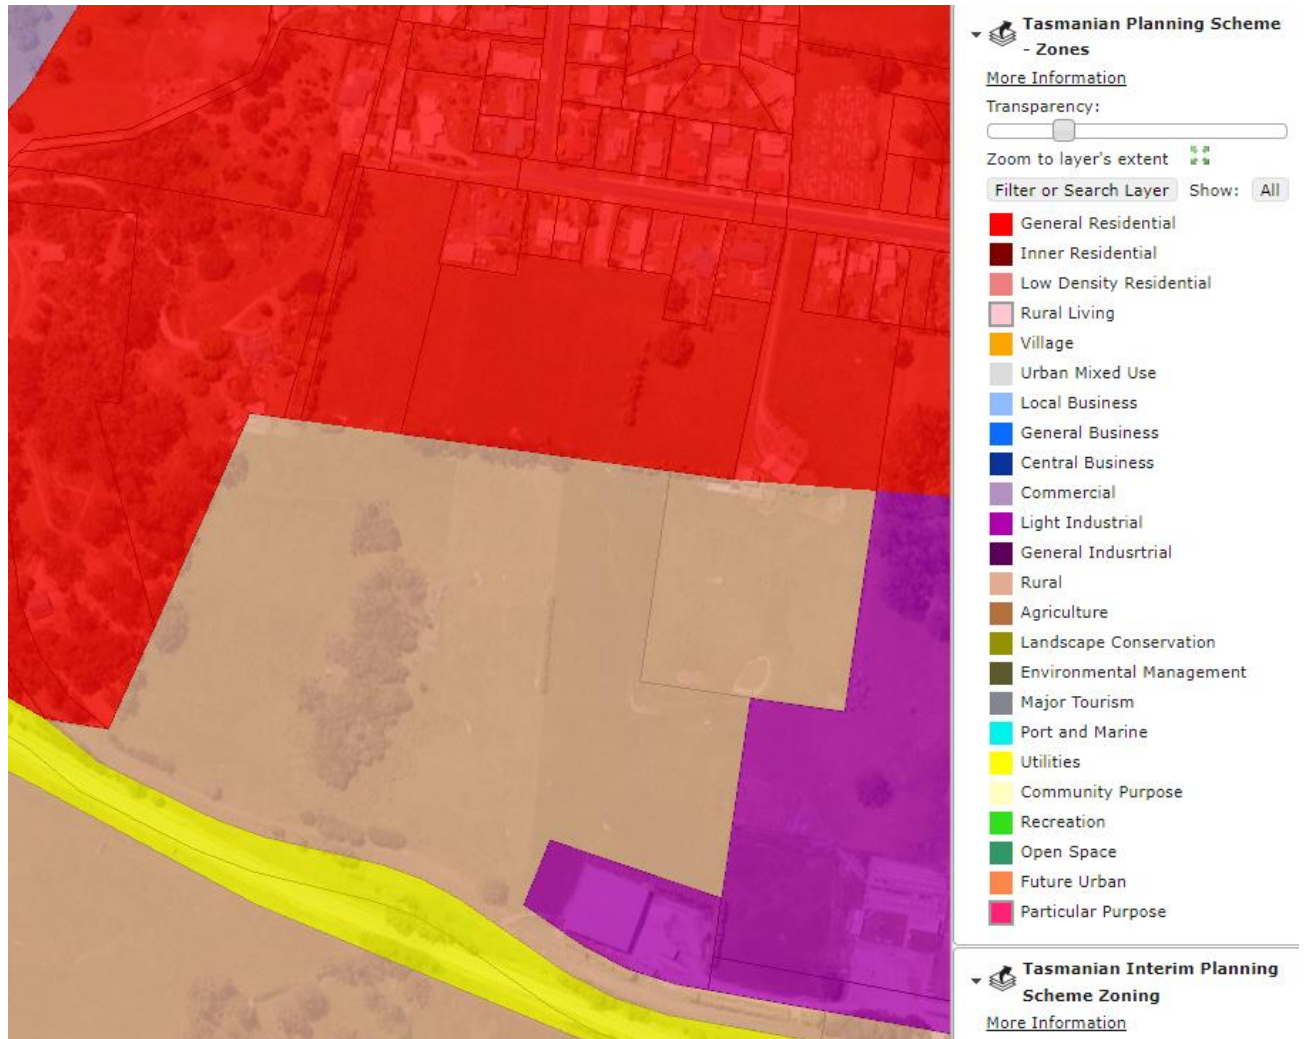 Tasmanian Planning Scheme
- Zones
More Information
Transparency:
Zoom to layer's extent
Filter or Search Layer Show: All
General Residential
Inner Residential
Low Density Residential
Rural Living
Village
Urban Mixed Use
Local Business
General Business
Central Business
Commercial
Light Industrial
General Indusrtrial
Rural
Agriculture
Landscape Conservation
Environmental Management
Major Tourism
Port and Marine
Utilities
Community Purpose
Recreation
Open Space
Future Urban
Particular Purpose
Tasmanian Interim Planning
Scheme Zoning
More Information